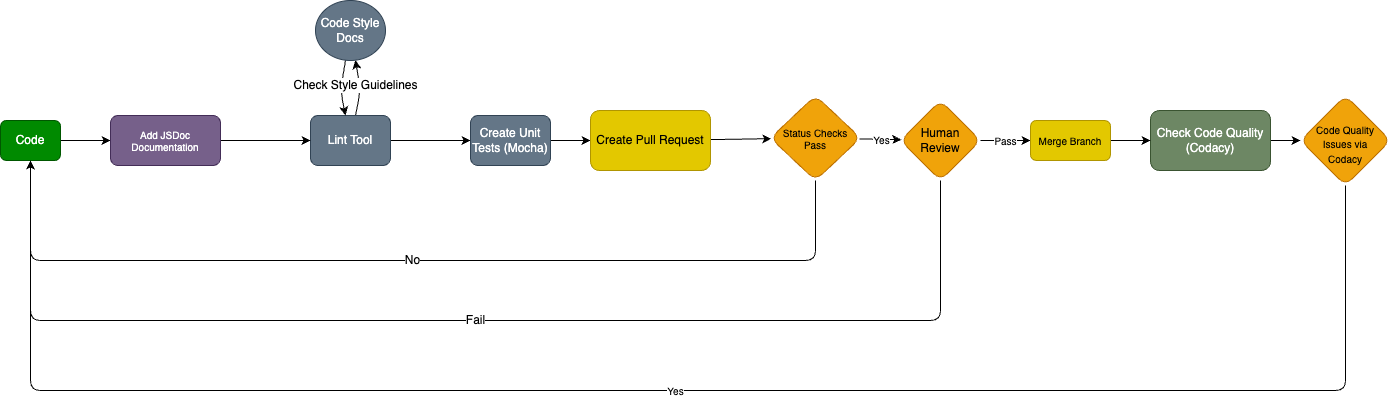 Code Style
Docs
Check Style Guidelines
Code
Add JSDoc
Documentation
Lint Tool
Create Unit
Tests (Mocha)
Create Pull Request
Status Checks
Pass
Yes
Human
Review
Pass
Merge Branch
Check Code Quality
(Codacy)
Code Quality
Issues via
Codacy
No
Fail
Yes